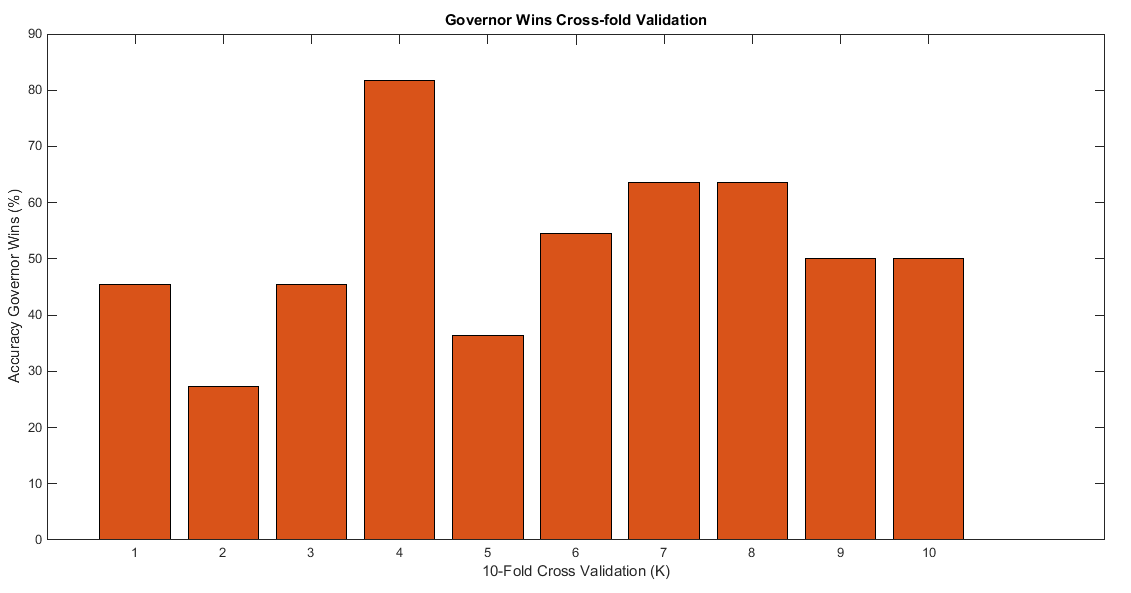 Governor Wins Cross-fold Validation
Accuracy Governor Wins (%)
90
80
70
60
50
40
30
20
10
0
1 2 3 4 5 6 7 8 9 10
10-Fold Cross Validation (K)